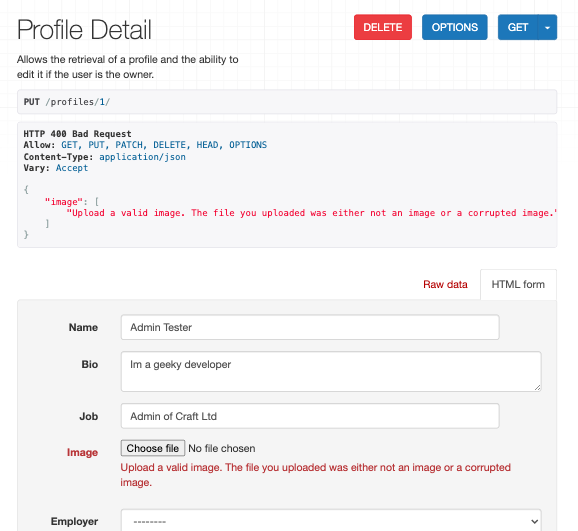 Profile Detail
DELETE
OPTIONS
GET
Allows the retrieval of a profile and the ability to
edit it if the user is the owner.
PUT /profiles/1/
HTTP 400 Bad Request
Allow: GET, PUT, PATCH, DELETE, HEAD, OPTIONS
Content-Type: application/json
Vary: Accept
{
"image": [
"Upload a valid image. The file you uploaded was either not an image or a corrupted image."
]
}
Raw data
HTML form
Name
Admin Tester
Bio
Im a geeky developer
Job
Admin of Craft Ltd
Image
Choose file No file chosen
Upload a valid image. The file you uploaded was either not an image or a corrupted
image.
Employer
--------